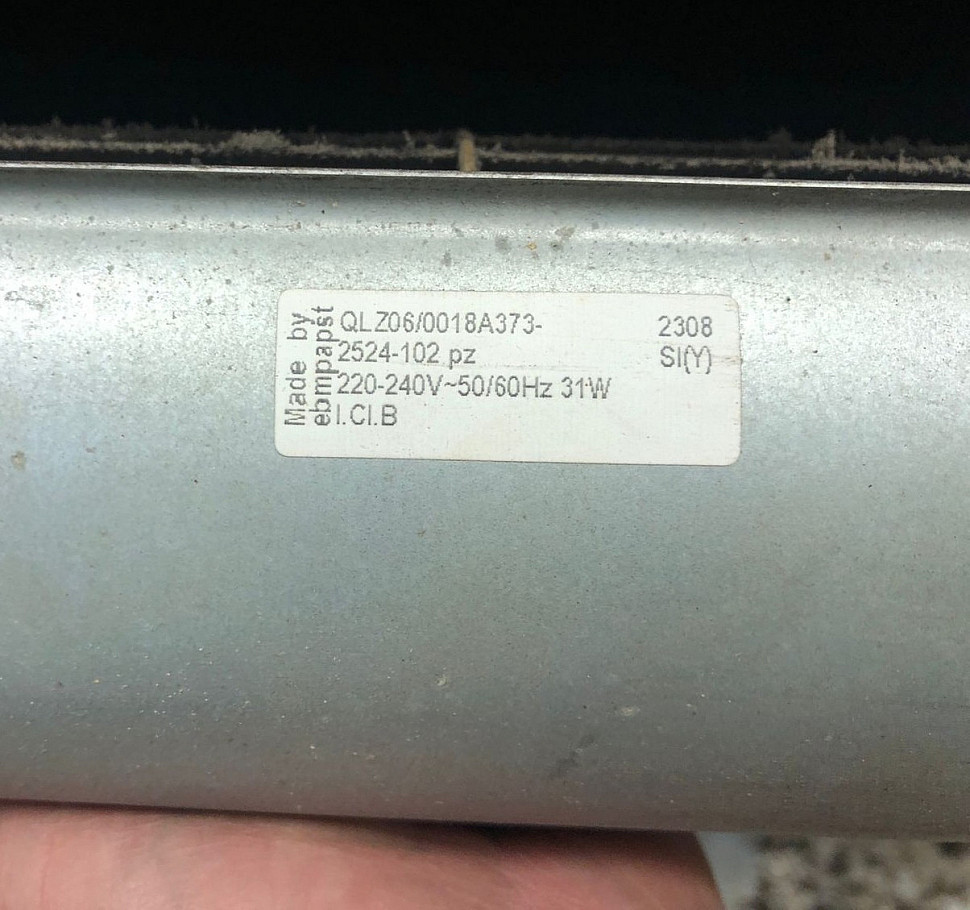 Made by
ebmpapst
QLZ06/0018A373- 2308
2524-102 pz SI(Y)
220-240V~50/60Hz 31W
I.Cl.B